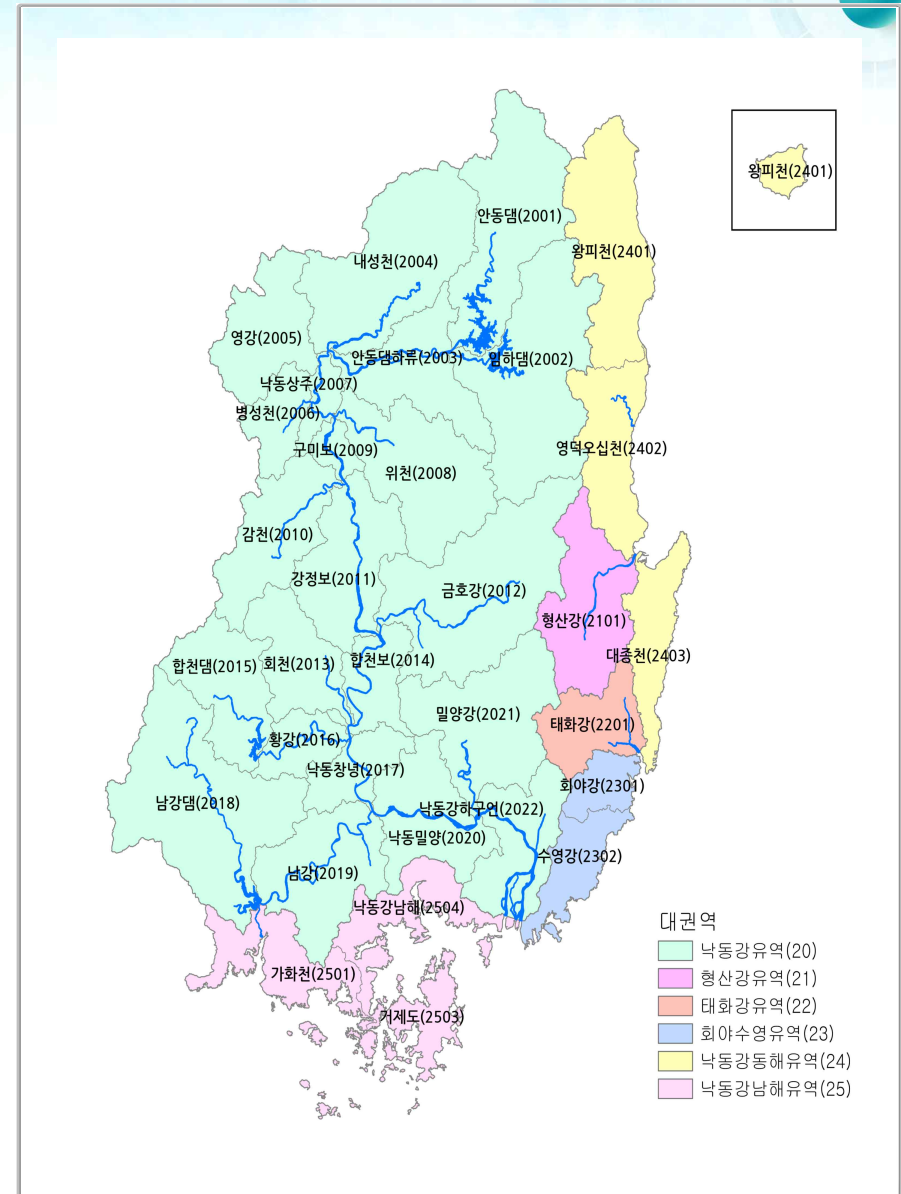 안동댐(2001)
왕피천(2401)
왕피천(2401)
내성천(2004)
영강(2005)
안동댐하류(2003)
임하댐(2002)
낙동상주(2007)
병성천(2006)
구미보(2009)
영덕오십천(2402)
위천(2008)
감천(2010)
강정보(2011)
금호강(2012)
형산강(2101)
대종천(2403)
합천댐(2015)
회천(2013)
합천보(2014)
밀양강(2021)
태화강(2201)
황강(2016)
낙동창녕(2017)
회야강(2301)
남강댐(2018)
낙동강하구언(2022)
낙동밀양(2020)
수영강(2302)
남강(2019)
낙동강남해(2504)
가화천(2501)
거제도(2503)
대권역
낙동강유역(20)
형산강유역(21)
태화강유역(22)
회야수영유역(23)
낙동강동해유역(24)
낙동강남해유역(25)